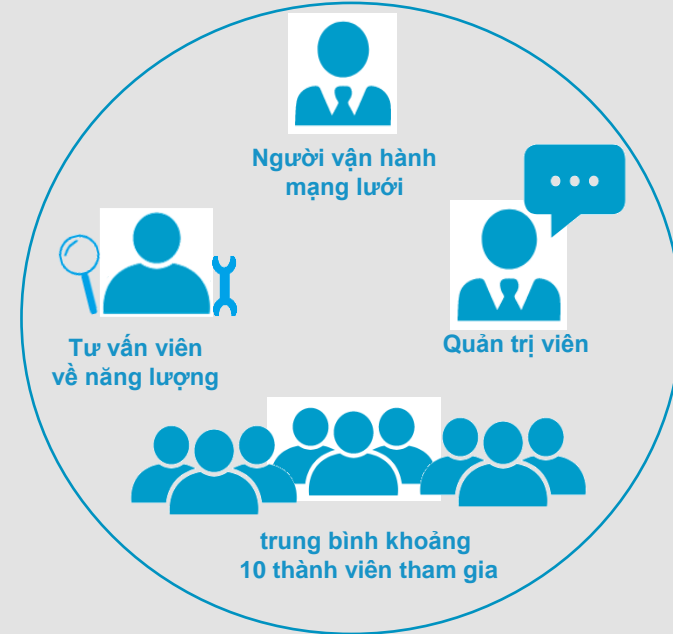 Người vận hành
mạng lưới
Quản trị viên
Tư vấn viên
về năng lượng
trung bình khoảng
10 thành viên tham gia